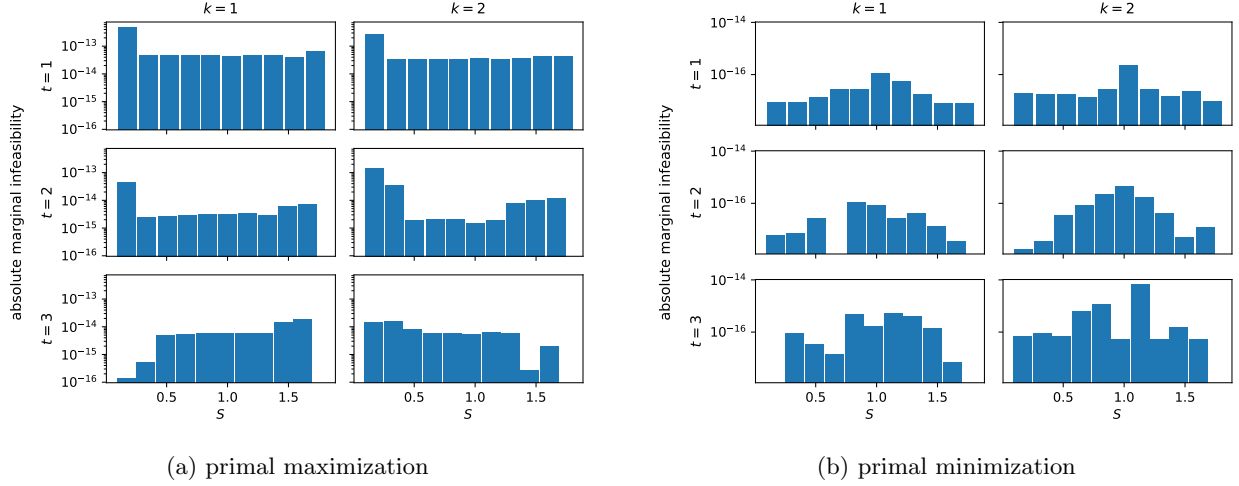 k = 1
k = 2
absolute marginal infeasibility
t = 1
10⁻¹³
10⁻¹⁴
10⁻¹⁵
10⁻¹⁶
t = 2
10⁻¹³
10⁻¹⁴
10⁻¹⁵
10⁻¹⁶
t = 3
10⁻¹³
10⁻¹⁴
10⁻¹⁵
10⁻¹⁶
0.5 1.0 1.5
0.5 1.0 1.5
S
S
(a) primal maximization
k = 1
k = 2
absolute marginal infeasibility
t = 1
10⁻¹⁴
10⁻¹⁶
t = 2
10⁻¹⁴
10⁻¹⁶
t = 3
10⁻¹⁴
10⁻¹⁶
0.5 1.0 1.5
0.5 1.0 1.5
S
S
(b) primal minimization